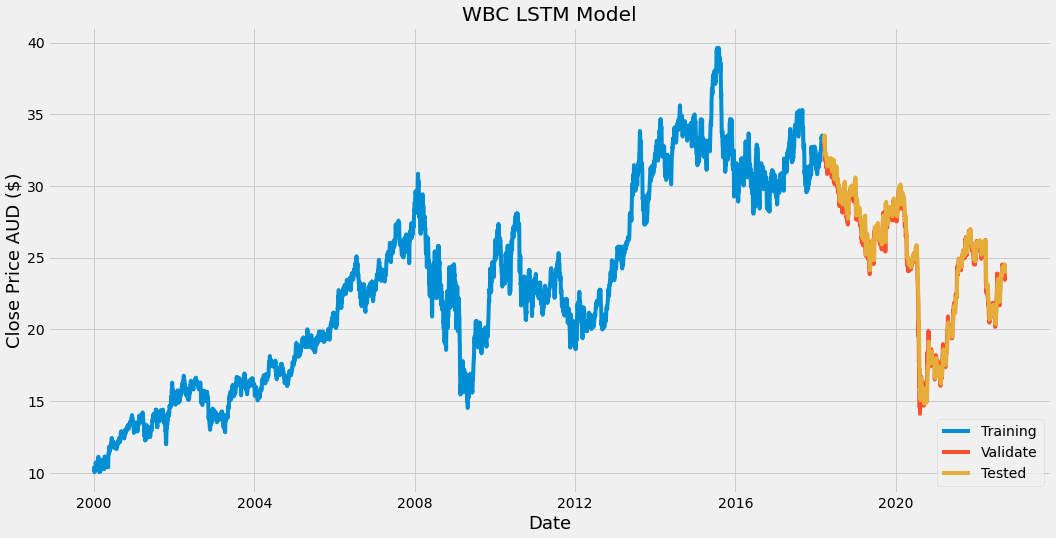 WBC LSTM Model
Close Price AUD ($)
40
35
30
25
20
15
10
2000 2004 2008 2012 2016 2020
Date
Training
Validate
Tested